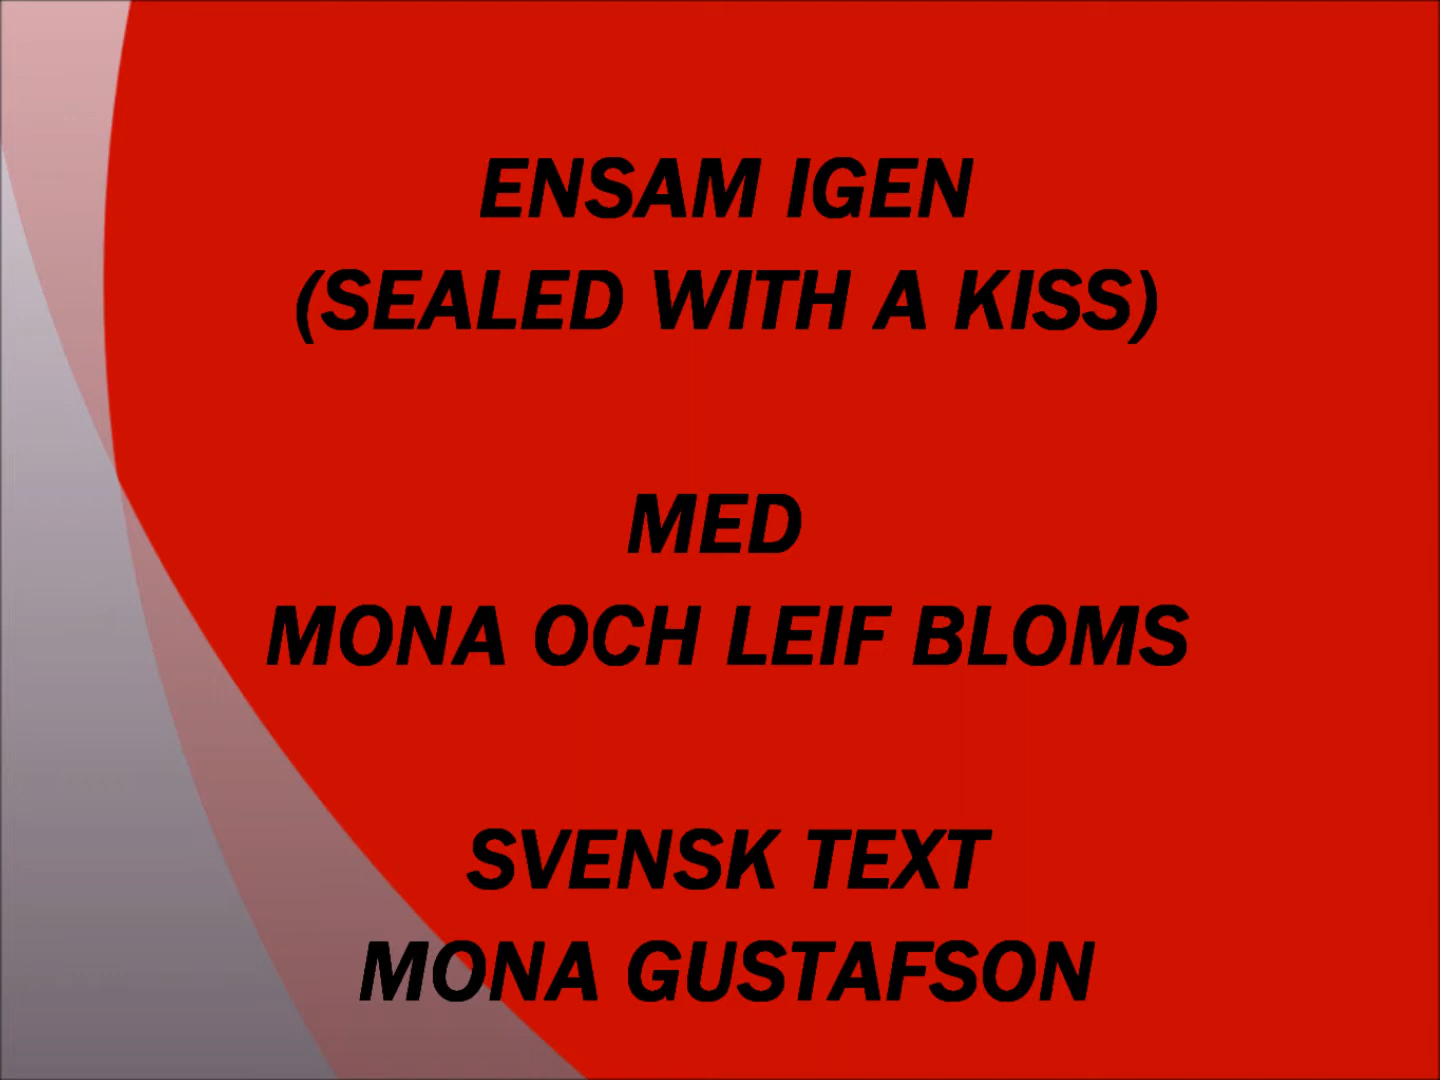 ENSAM IGEN
(SEALED WITH A KISS)
MED
MONA OCH LEIF BLOMS
SVENSK TEXT
MONA GUSTAFSON